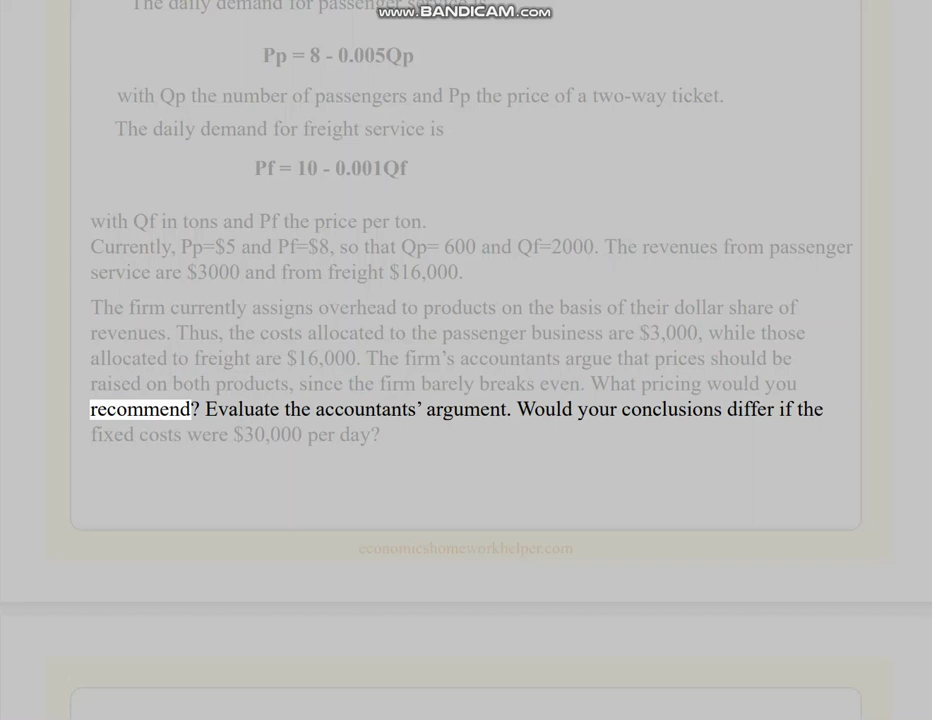 The daily demand for passenger service is
www.BANDICAM.com
Pp = 8 - 0.005Qp
with Qp the number of passengers and Pp the price of a two-way ticket.
The daily demand for freight service is
Pf = 10 - 0.001Qf
with Qf in tons and Pf the price per ton.
Currently, Pp=$5 and Pf=$8, so that Qp= 600 and Qf=2000. The revenues from passenger
service are $3000 and from freight $16,000.
The firm currently assigns overhead to products on the basis of their dollar share of
revenues. Thus, the costs allocated to the passenger business are $3,000, while those
allocated to freight are $16,000. The firm’s accountants argue that prices should be
raised on both products, since the firm barely breaks even. What pricing would you
recommend? Evaluate the accountants’ argument. Would your conclusions differ if the
fixed costs were $30,000 per day?
economicshomeworkhelper.com